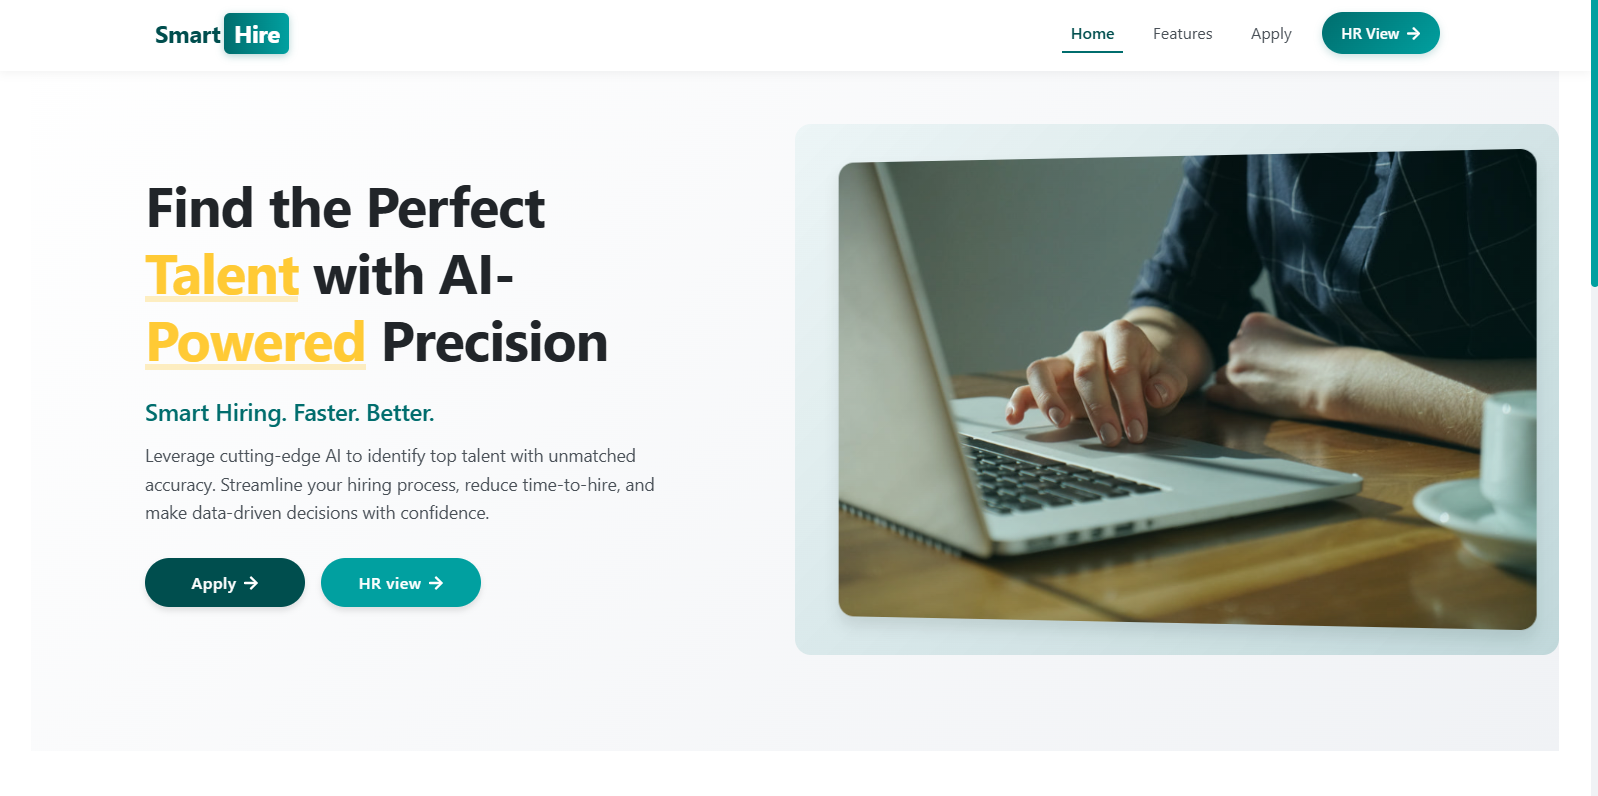 Smart Hire
Home
Features
Apply
HR View
Find the Perfect
Talent with AI-
Powered Precision
Smart Hiring. Faster. Better.
Leverage cutting-edge AI to identify top talent with unmatched
accuracy. Streamline your hiring process, reduce time-to-hire, and
make data-driven decisions with confidence.
Apply
HR view